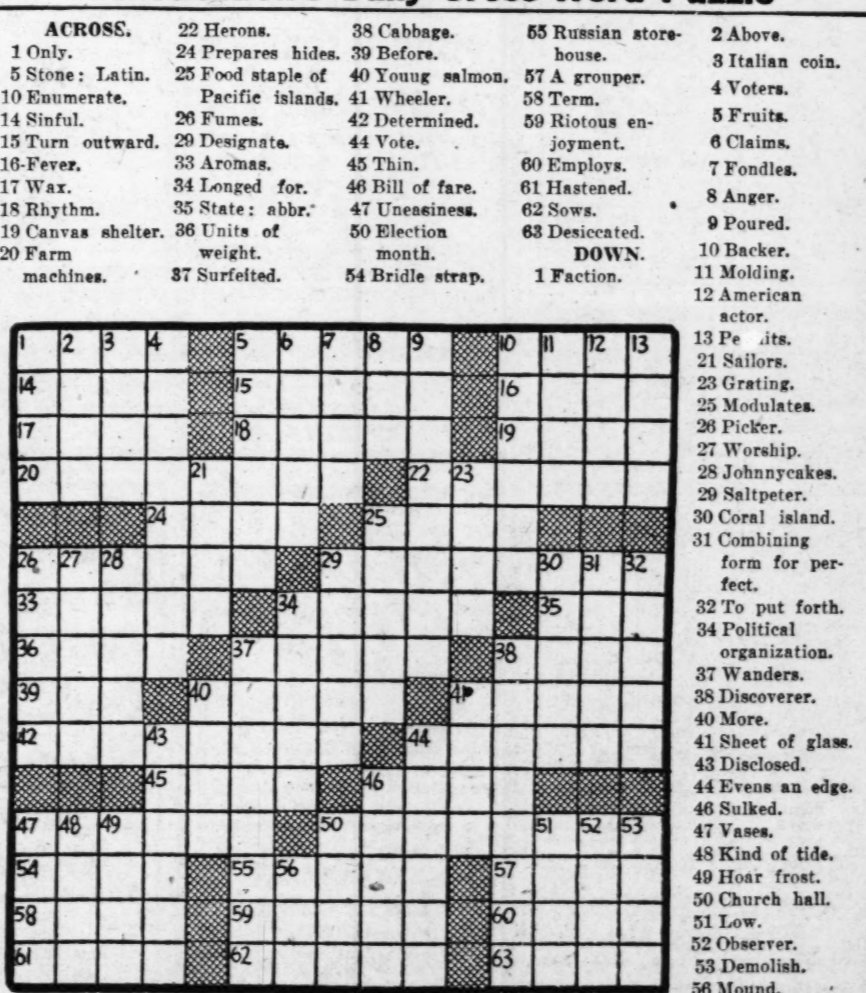 ACROSS.
1 Only.
5 Stone: Latin.
10 Enumerate.
14 Sinful.
15 Turn outward.
16-Fever.
17 Wax.
18 Rhythm.
19 Canvas shelter.
20 Farm
machines.
22 Herons.
24 Prepares hides.
25 Food staple of
Pacific islands.
26 Fumes.
29 Designate.
33 Aromas.
34 Longed for.
35 State: abbr.
36 Units of
weight.
37 Surfeited.
38 Cabbage.
39 Before.
40 Young salmon.
41 Wheeler.
42 Determined.
44 Vote.
45 Thin.
46 Bill of fare.
47 Uneasiness.
50 Election
month.
54 Bridle strap.
55 Russian store-
house.
57 A grouper.
58 Term.
59 Riotous en-
joyment.
60 Employs.
61 Hastened.
62 Sows.
63 Desiccated.
DOWN.
1 Faction.
2 Above.
3 Italian coin.
4 Voters.
5 Fruits.
6 Claims.
7 Fondles.
8 Anger.
9 Poured.
10 Backer.
11 Molding.
12 American
actor.
13 Pe its.
21 Sailors.
23 Grating.
25 Modulates.
26 Picker.
27 Worship.
28 Johnnycakes.
29 Saltpeter.
30 Coral island.
31 Combining
form for per-
fect.
32 To put forth.
34 Political
organization.
37 Wanders.
38 Discoverer.
40 More.
41 Sheet of glass.
43 Disclosed.
44 Evens an edge.
46 Sulked.
47 Vases.
48 Kind of tide.
49 Hoar frost.
50 Church hall.
51 Low.
52 Observer.
53 Demolish.
56 Mound.
1 2 3 4 5 6 7 8 9 10 11 12 13
14 15 16
17 18 19
20 21 22 23
24 25
26 27 28 29 30 31 32
33 34 35
36 37 38
39 40 41
42 43 44
45 46
47 48 49 50 51 52 53
54 55 56 57
58 59 60
61 62 63